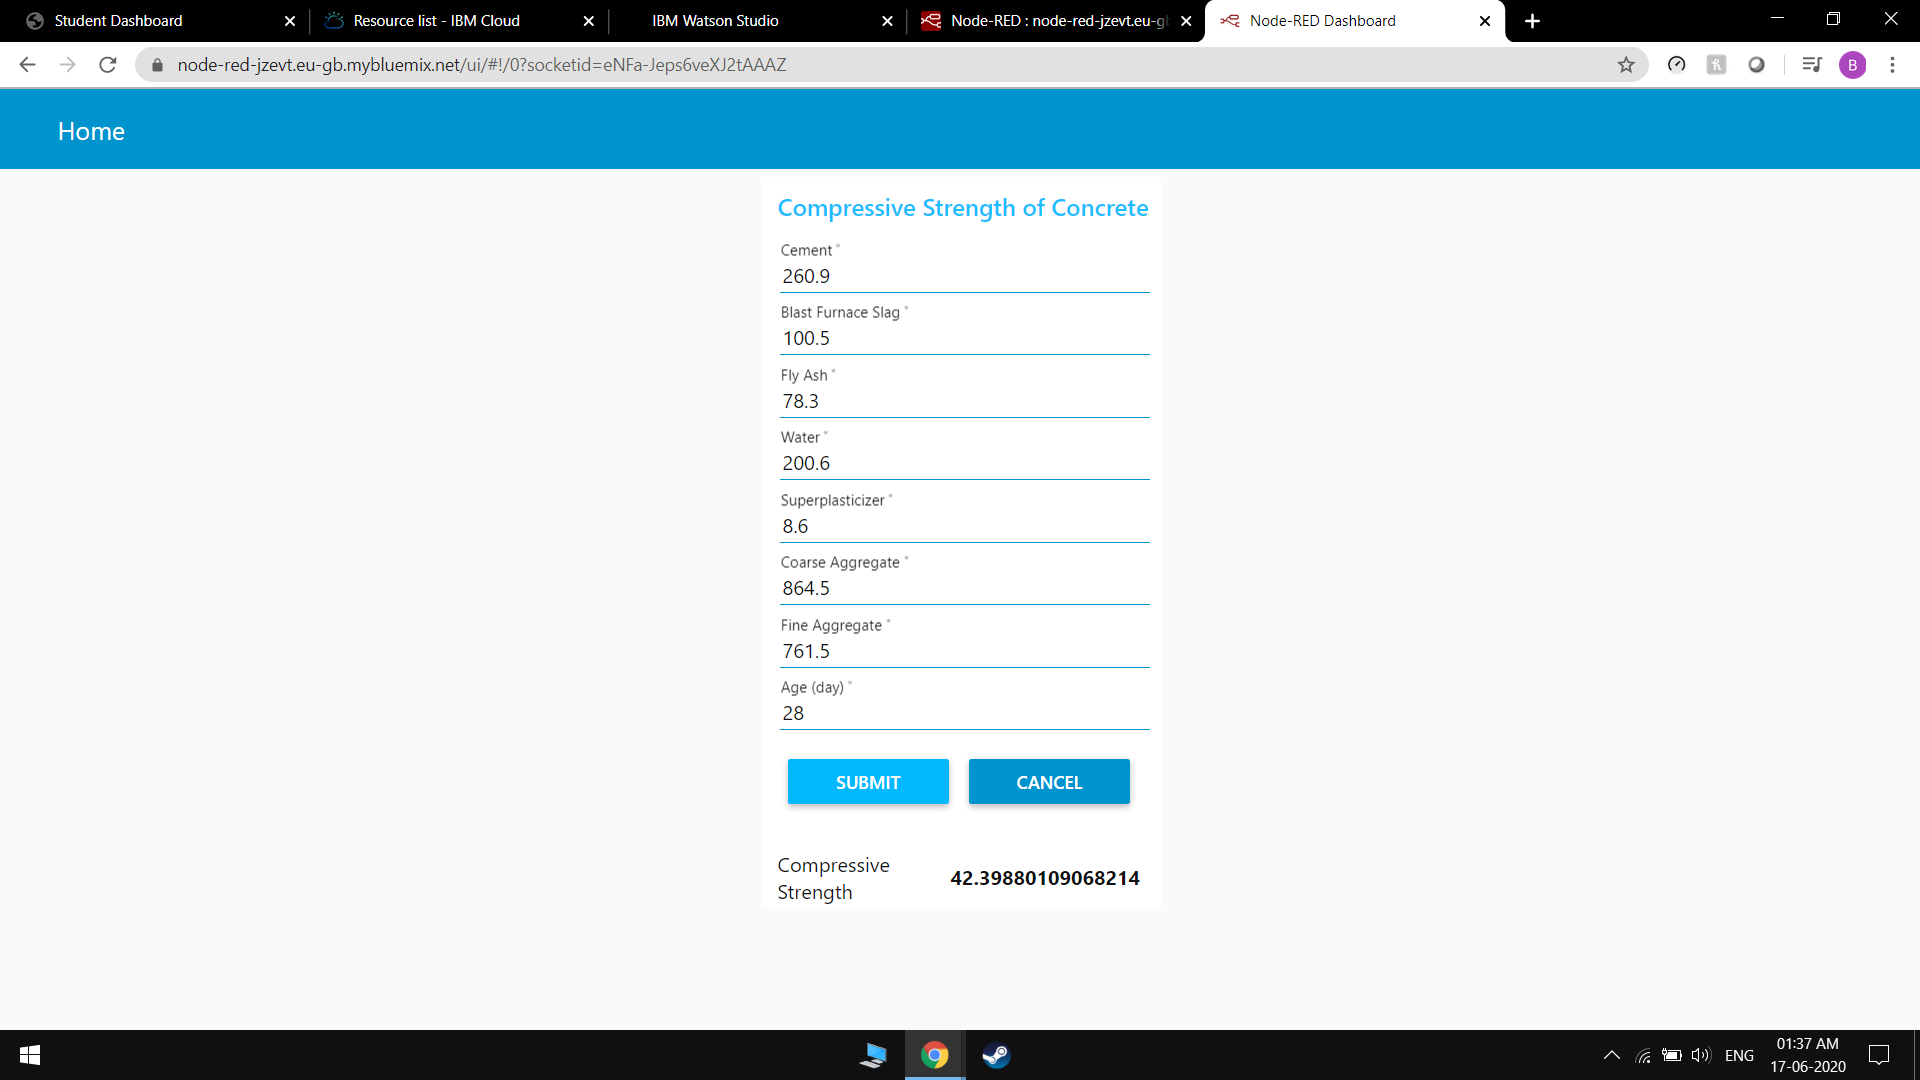 Student Dashboard
Resource list - IBM Cloud
IBM Watson Studio
Node-RED : node-red-jzevt.eu-gb
Node-RED Dashboard
node-red-jzevt.eu-gb.mybluemix.net/ui/#!/0?socketid=eNFa-Jeps6veXJ2tAAAZ
B
Home
Compressive Strength of Concrete
Cement *
260.9
Blast Furnace Slag *
100.5
Fly Ash *
78.3
Water *
200.6
Superplasticizer *
8.6
Coarse Aggregate *
864.5
Fine Aggregate *
761.5
Age (day) *
28
SUBMIT
CANCEL
Compressive
Strength
42.39880109068214
ENG
01:37 AM
17-06-2020